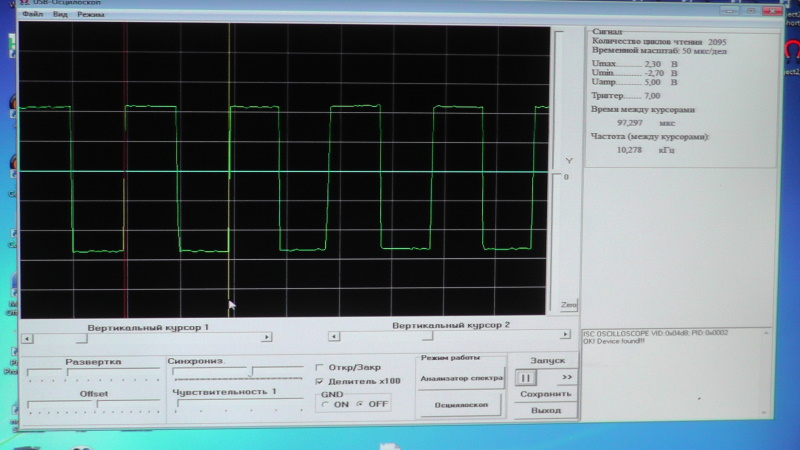 USB-Осциллоскоп
Файл Вид Режим
Сигнал
Количество циклов чтения 2095
Временной масштаб: 50 мкс/дел
Umax.......... 2,30 В
Umin.......... -2,70 В
Uamp.......... 5,00 В
Триггер....... 7,00
Время между курсорами
97,297 мкс
Частота (между курсорами):
10,278 кГц
Y
0
Zero
Вертикальный курсор 1
Вертикальный курсор 2
Развертка
Синхрониз.
Offset
Чувствительность 1
Откр/Закр
Делитель x100
GND
ON
OFF
Режим работы
Анализатор спектра
Осциллоскоп
Запуск
>>
Сохранить
Выход
PIC OSCILLOSCOPE VID:0x04d8; PID:0x0002
OK! Device found!!!